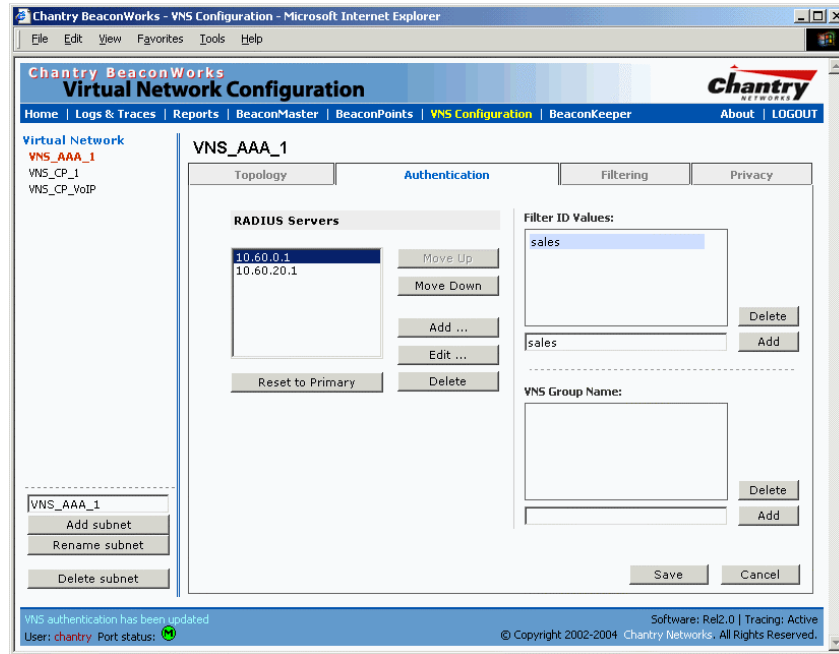 Chantry BeaconWorks - VNS Configuration - Microsoft Internet Explorer
File Edit View Favorites Tools Help
Chantry BeaconWorks
Virtual Network Configuration
Chantry
NETWORKS
Home | Logs & Traces | Reports | BeaconMaster | BeaconPoints | VNS Configuration | BeaconKeeper About | LOGOUT
Virtual Network
VNS_AAA_1
VNS_CP_1
VNS_CP_VoIP
VNS_AAA_1
Add subnet
Rename subnet
Delete subnet
VNS_AAA_1
Topology Authentication Filtering Privacy
RADIUS Servers
10.60.0.1
10.60.20.1
Move Up
Move Down
Add ...
Edit ...
Reset to Primary Delete
Filter ID Values:
sales
Delete
sales Add
VNS Group Name:
Delete
Add
Save Cancel
VNS authentication has been updated Software: Rel2.0 | Tracing: Active
User: chantry Port status: M © Copyright 2002-2004 Chantry Networks. All Rights Reserved.